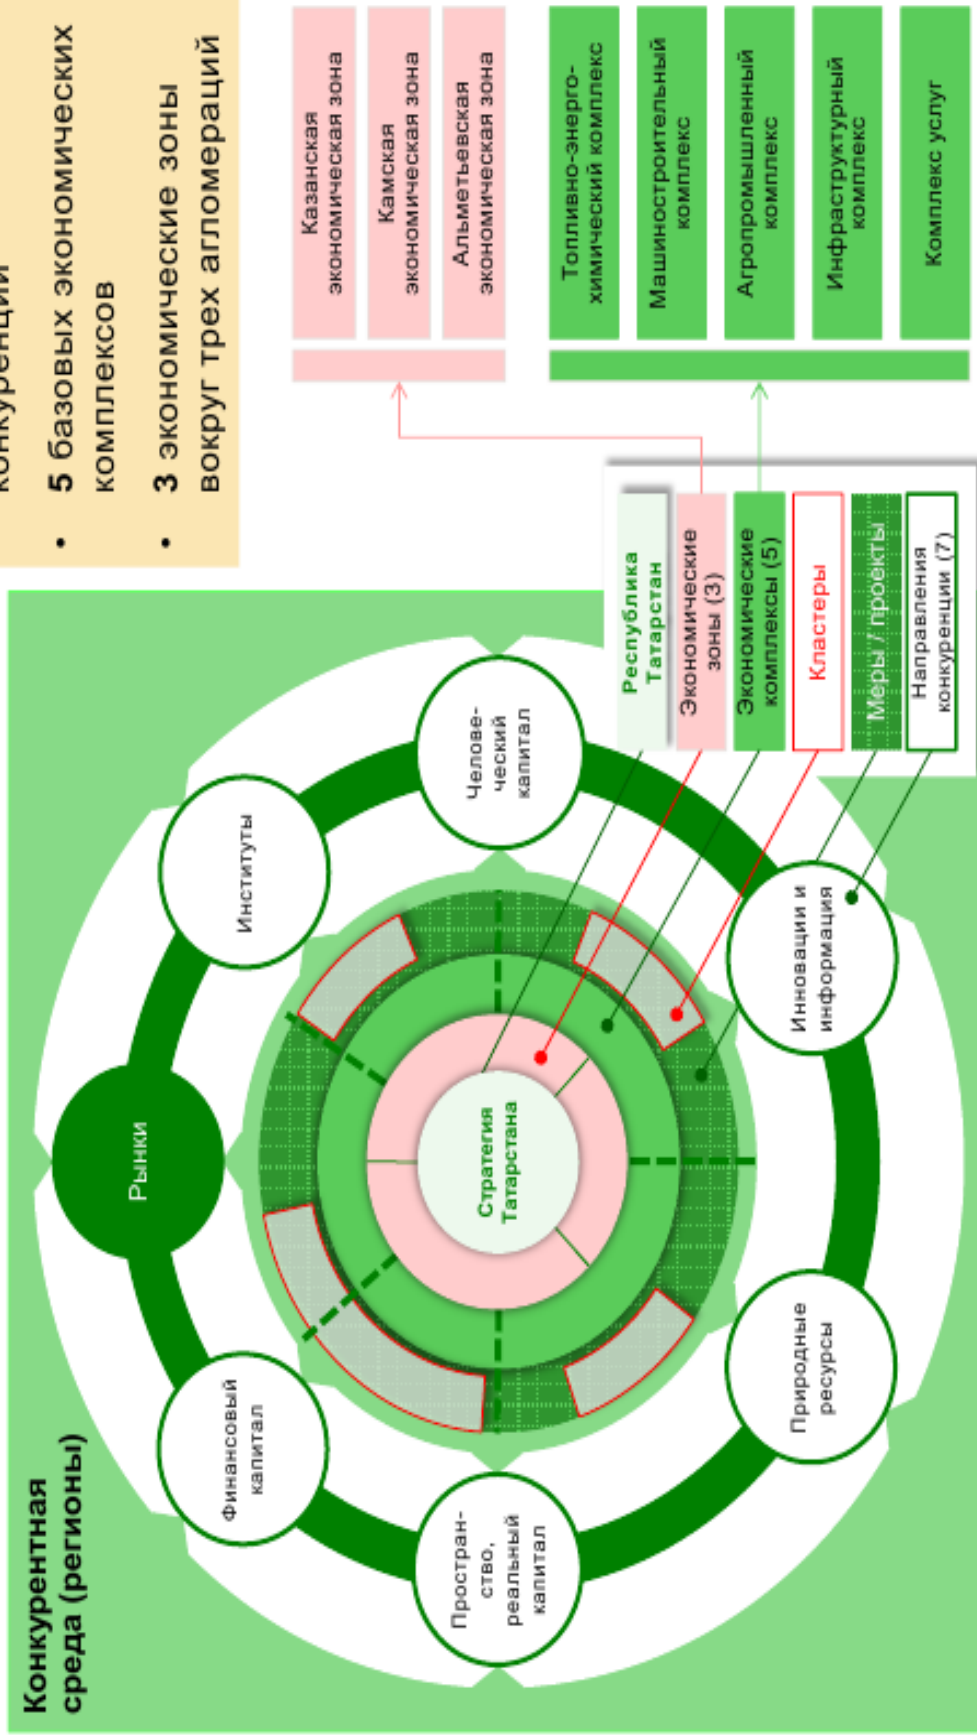 Конкурентная
среда (регионы)
Рынки
Финансовый
капитал
Институты
Простран-
ство,
реальный
капитал
Челове-
ческий
капитал
Стратегия
Татарстана
Природные
ресурсы
Инновации и
информация
Республика
Татарстан
Экономические
зоны (3)
Экономические
комплексы (5)
Кластеры
Меры / проекты
Направления
конкуренции (7)
• 5 базовых экономических
комплексов
• 3 экономические зоны
вокруг трех агломераций
Казанская
экономическая зона
Камская
экономическая зона
Альметьевская
экономическая зона
Топливно-энерго-
химический комплекс
Машиностроительный
комплекс
Агропромышленный
комплекс
Инфраструктурный
комплекс
Комплекс услуг